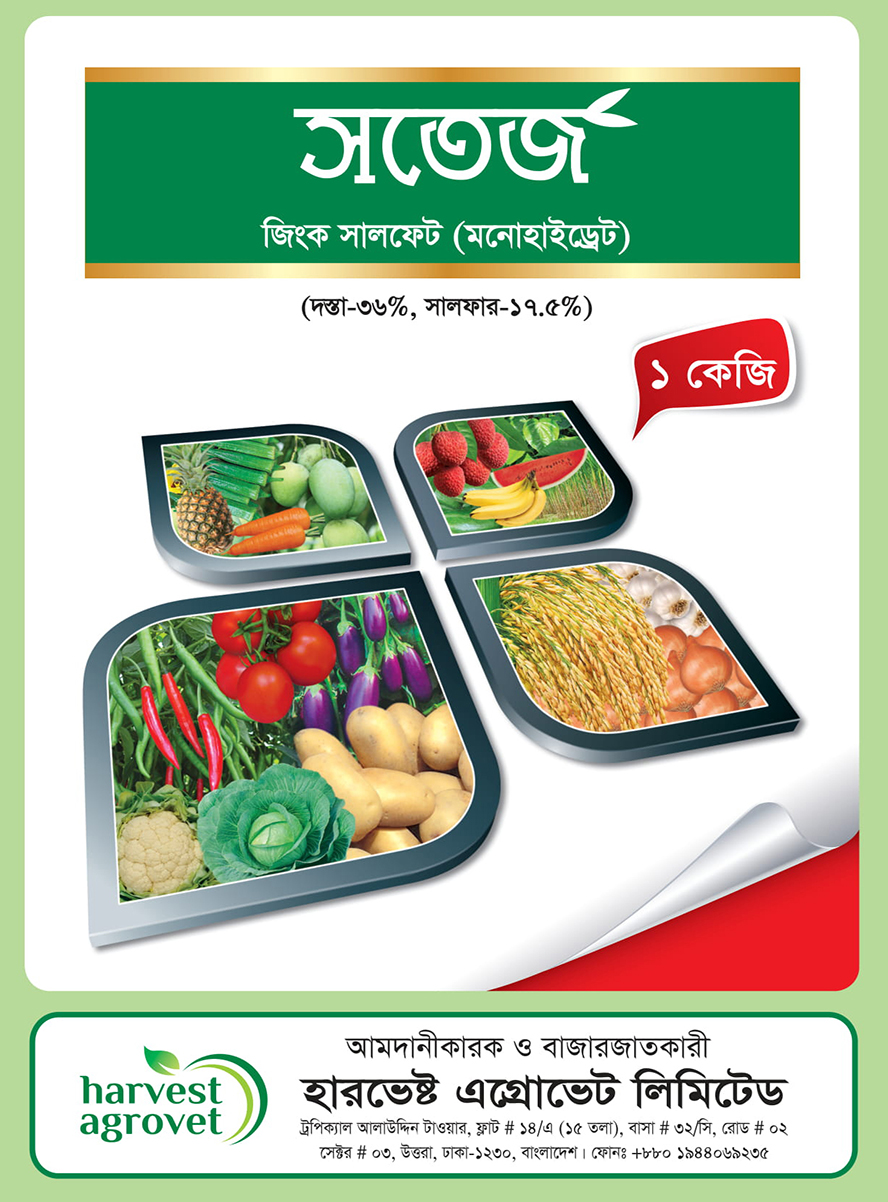 সতের্জ
জিংক সালফেট (মনোহাইড্রেট)
(দস্তা-৩৬%, সালফার-১৭.৫%)
১ কেজি
আমদানীকারক ও বাজারজাতকারী
harvest
agrovet
হারভেষ্ট এগ্রোভেট লিমিটেড
ট্রপিক্যাল আলাউদ্দিন টাওয়ার, ফ্লাট # ১৪/এ (১৫ তলা), বাসা # ৩২/সি, রোড # ০২
সেক্টর # ০৩, উত্তরা, ঢাকা-১২৩০, বাংলাদেশ। ফোনঃ +৮৮০ ১৯৪৪০৬৯২৩৫